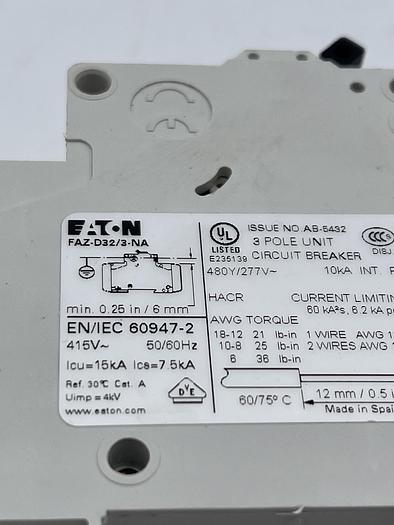 CE
EATON
FAZ-D32/3-NA
min. 0.25 in / 6 mm
EN/IEC 60947-2
415V~ 50/60Hz
Icu=15kA Ics=7.5kA
Ref. 30°C Cat. A
Uimp = 4kV
www.eaton.com
DVE
UL
LISTED
E235139
ISSUE NO. AB-5432
3 POLE UNIT
CIRCUIT BREAKER
480Y/277V~ 10kA INT.
CCC
HACR CURRENT LIMITIN
60 kA²s, 6.2 kA
AWG TORQUE
18-12 21 lb-in 1 WIRE AWG
10-8 25 lb-in 2 WIRES AWG
6 36 lb-in
60/75° C
12 mm / 0.5
Made in Spai